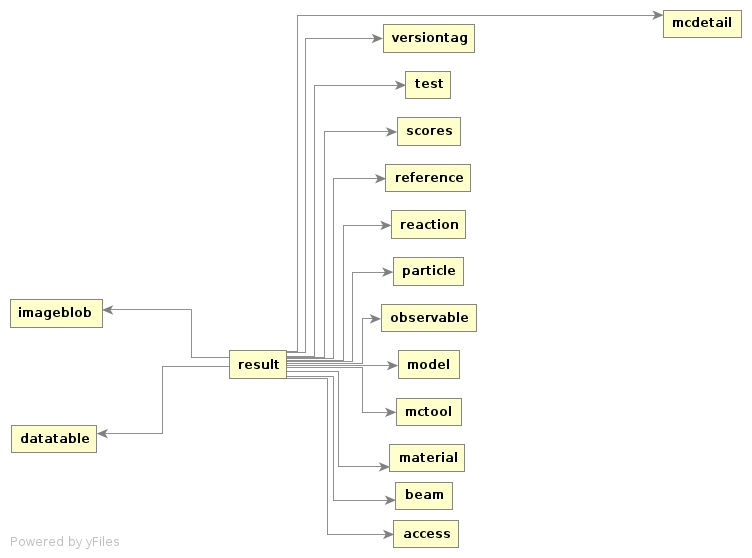 mcdetail
versiontag
test
scores
reference
reaction
particle
imageblob
observable
result
model
mctool
datatable
material
beam
access
Powered by yFiles